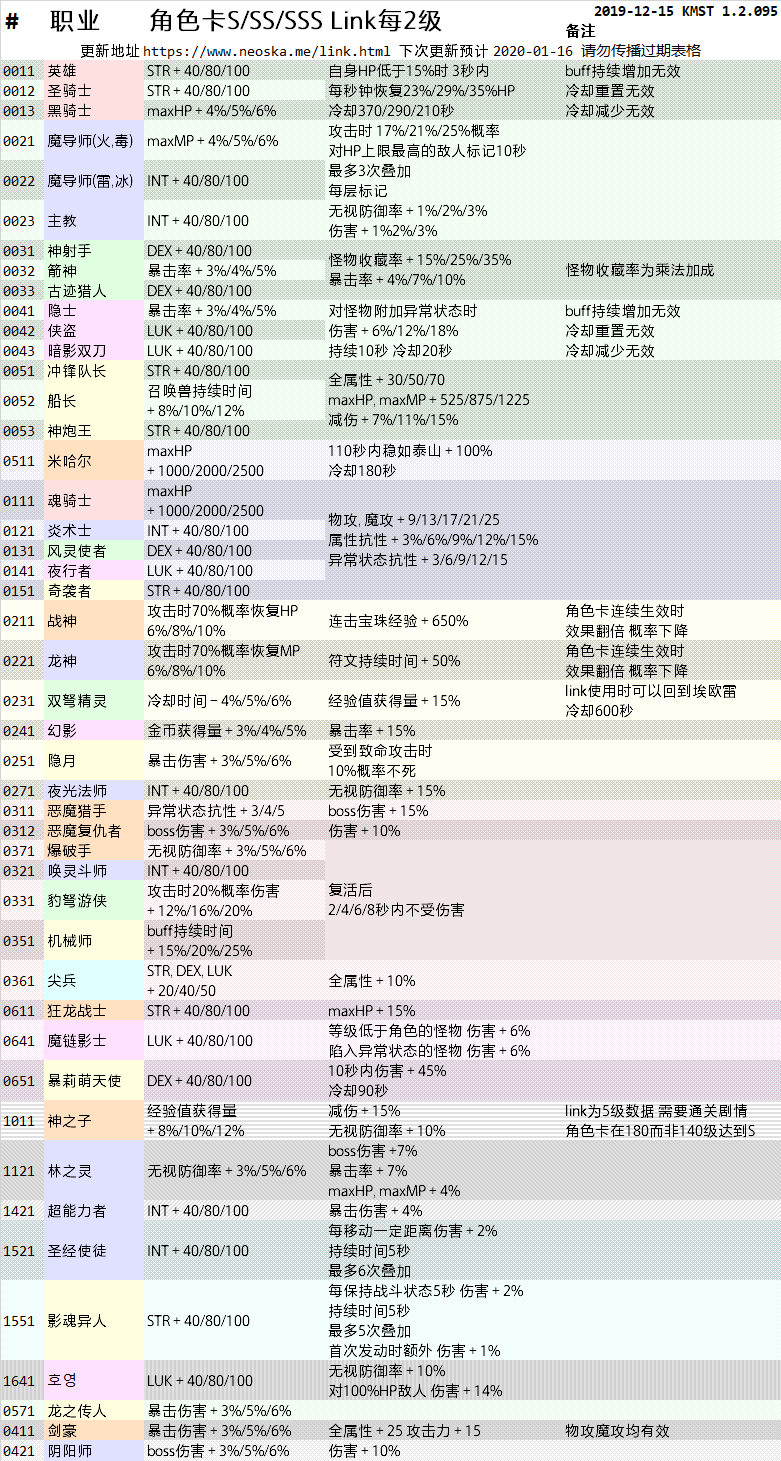 # 职业 角色卡S/SS/SSS Link每2级 备注
2019-12-15 KMST 1.2.095
更新地址 https://www.neoska.me/link.html 下次更新预计 2020-01-16 请勿传播过期表格
0011 英雄 STR + 40/80/100 自身HP低于15%时 3秒内 buff持续增加无效
0012 圣骑士 STR + 40/80/100 每秒钟恢复23%/29%/35%HP 冷却重置无效
0013 黑骑士 maxHP + 4%/5%/6% 冷却370/290/210秒 冷却减少无效
0021 魔导师(火,毒) maxMP + 4%/5%/6% 攻击时 17%/21%/25%概率
对HP上限最高的敌人标记10秒
0022 魔导师(雷,冰) INT + 40/80/100 最多3次叠加
每层标记
0023 主教 INT + 40/80/100 无视防御率 + 1%/2%/3%
伤害 + 1%2%/3%
0031 神射手 DEX + 40/80/100
怪物收藏率 + 15%/25%/35%
0032 箭神 暴击率 + 3%/4%/5% 怪物收藏率为乘法加成
暴击率 + 4%/7%/10%
0033 古迹猎人 DEX + 40/80/100
0041 隐士 暴击率 + 3%/4%/5% 对怪物附加异常状态时 buff持续增加无效
0042 侠盗 LUK + 40/80/100 伤害 + 6%/12%/18% 冷却重置无效
0043 暗影双刀 LUK + 40/80/100 持续10秒 冷却20秒 冷却减少无效
0051 冲锋队长 STR + 40/80/100
全属性 + 30/50/70
0052 船长 召唤兽持续时间
+ 8%/10%/12%
maxHP, maxMP + 525/875/1225
减伤 + 7%/11%/15%
0053 神炮王 STR + 40/80/100
0511 米哈尔 maxHP
+ 1000/2000/2500
110秒内稳如泰山 + 100%
冷却180秒
0111 魂骑士 maxHP
+ 1000/2000/2500
物攻, 魔攻 + 9/13/17/21/25
0121 炎术士 INT + 40/80/100
属性抗性 + 3%/6%/9%/12%/15%
0131 风灵使者 DEX + 40/80/100
异常状态抗性 + 3/6/9/12/15
0141 夜行者 LUK + 40/80/100
0151 奇袭者 STR + 40/80/100
0211 战神 攻击时70%概率恢复HP
6%/8%/10%
连击宝珠经验 + 650%
角色卡连续生效时
效果翻倍 概率下降
0221 龙神 攻击时70%概率恢复MP
6%/8%/10%
符文持续时间 + 50%
角色卡连续生效时
效果翻倍 概率下降
0231 双弩精灵 冷却时间 − 4%/5%/6% 经验值获得量 + 15%
link使用时可以回到埃欧雷
冷却600秒
0241 幻影 金币获得量 + 3%/4%/5% 暴击率 + 15%
0251 隐月 暴击伤害 + 3%/5%/6% 受到致命攻击时
10%概率不死
0271 夜光法师 INT + 40/80/100 无视防御率 + 15%
0311 恶魔猎手 异常状态抗性 + 3/4/5 boss伤害 + 15%
0312 恶魔复仇者 boss伤害 + 3%/5%/6% 伤害 + 10%
0371 爆破手 无视防御率 + 3%/5%/6%
0321 唤灵斗师 INT + 40/80/100
0331 豹弩游侠 攻击时20%概率伤害
+ 12%/16%/20%
复活后
2/4/6/8秒内不受伤害
0351 机械师 buff持续时间
+ 15%/20%/25%
0361 尖兵 STR, DEX, LUK
+ 20/40/50
全属性 + 10%
0611 狂龙战士 STR + 40/80/100 maxHP + 15%
0641 魔链影士 LUK + 40/80/100 等级低于角色的怪物 伤害 + 6%
陷入异常状态的怪物 伤害 + 6%
0651 暴莉萌天使 DEX + 40/80/100 10秒内伤害 + 45%
冷却90秒
1011 神之子 经验值获得量
+ 8%/10%/12%
减伤 + 15%
无视防御率 + 10%
link为5级数据 需要通关剧情
角色卡在180而非140级达到S
1121 林之灵 无视防御率 + 3%/5%/6% boss伤害 +7%
暴击率 + 7%
maxHP, maxMP + 4%
1421 超能力者 INT + 40/80/100 暴击伤害 + 4%
1521 圣经使徒 INT + 40/80/100 每移动一定距离伤害 + 2%
持续时间5秒
最多6次叠加
1551 影魂异人 STR + 40/80/100 每保持战斗状态5秒 伤害 + 2%
持续时间5秒
最多5次叠加
首次发动时额外 伤害 + 1%
1641 호영 LUK + 40/80/100 无视防御率 + 10%
对100%HP敌人 伤害 + 14%
0571 龙之传人 暴击伤害 + 3%/5%/6%
0411 剑豪 暴击伤害 + 3%/5%/6% 全属性 + 25 攻击力 + 15 物攻魔攻均有效
0421 阴阳师 boss伤害 + 3%/5%/6% 伤害 + 10%